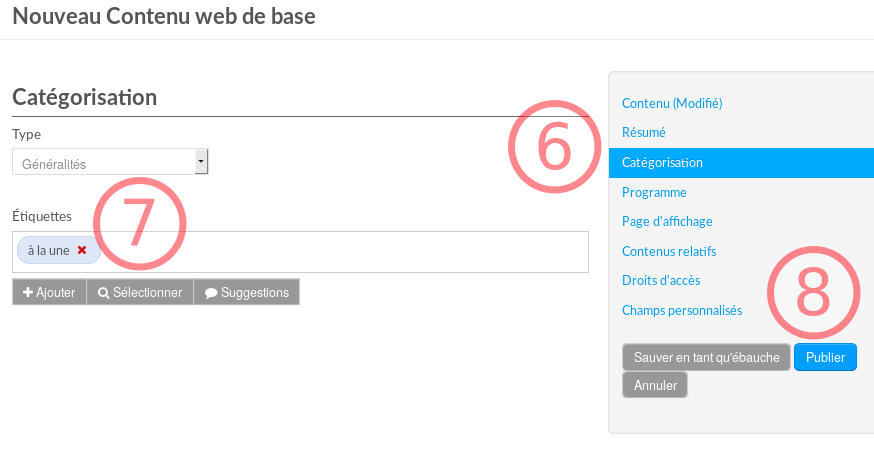 Nouveau Contenu web de base
Catégorisation
Type
Généralités
Étiquettes
à la une ✖
+ Ajouter Sélectionner Suggestions
6
7
Contenu (Modifié)
Résumé
Catégorisation
Programme
Page d'affichage
Contenus relatifs
Droits d'accès
Champs personnalisés
8
Sauver en tant qu'ébauche Publier
Annuler